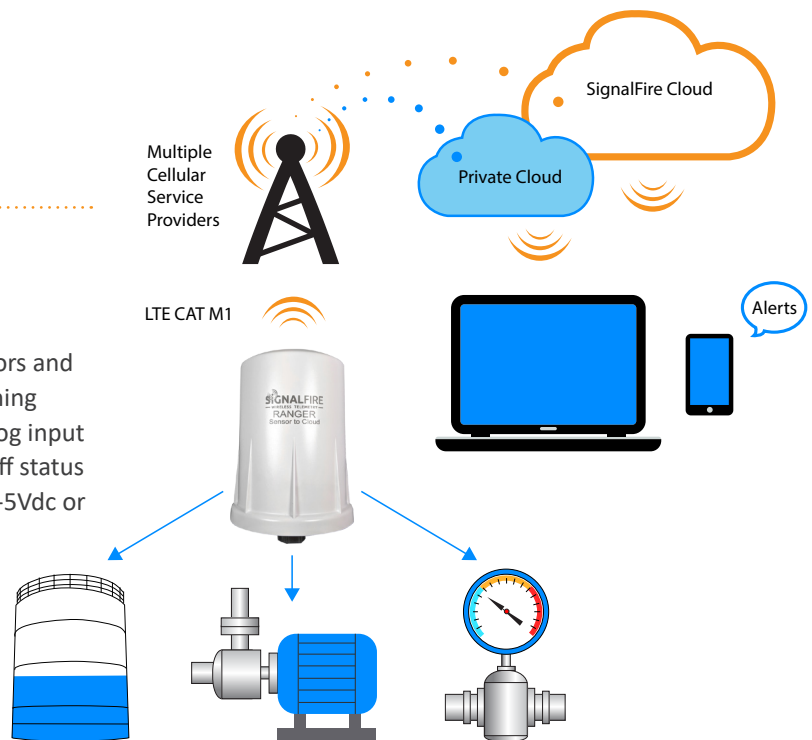 SignalFire Cloud
Private Cloud
Multiple
Cellular
Service
Providers
LTE CAT M1
Alerts
SIGNALFIRE
WIRELESS TELEMETRY
RANGER
Sensor to Cloud
ors and
ning
og input
ff status
-5Vdc or